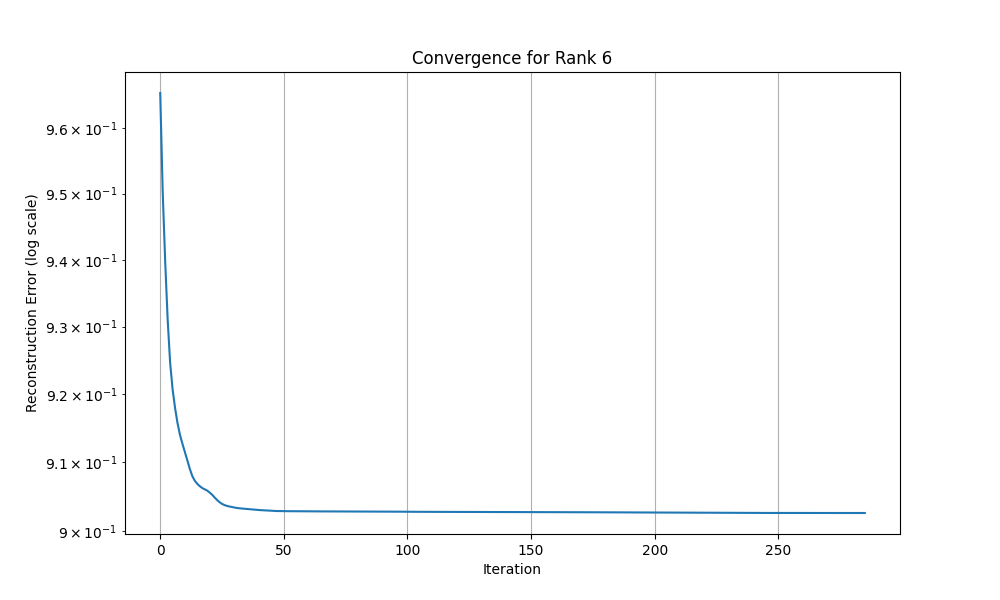 Convergence for Rank 6
Reconstruction Error (log scale)
9.6 × 10⁻¹
9.5 × 10⁻¹
9.4 × 10⁻¹
9.3 × 10⁻¹
9.2 × 10⁻¹
9.1 × 10⁻¹
9 × 10⁻¹
0 50 100 150 200 250
Iteration